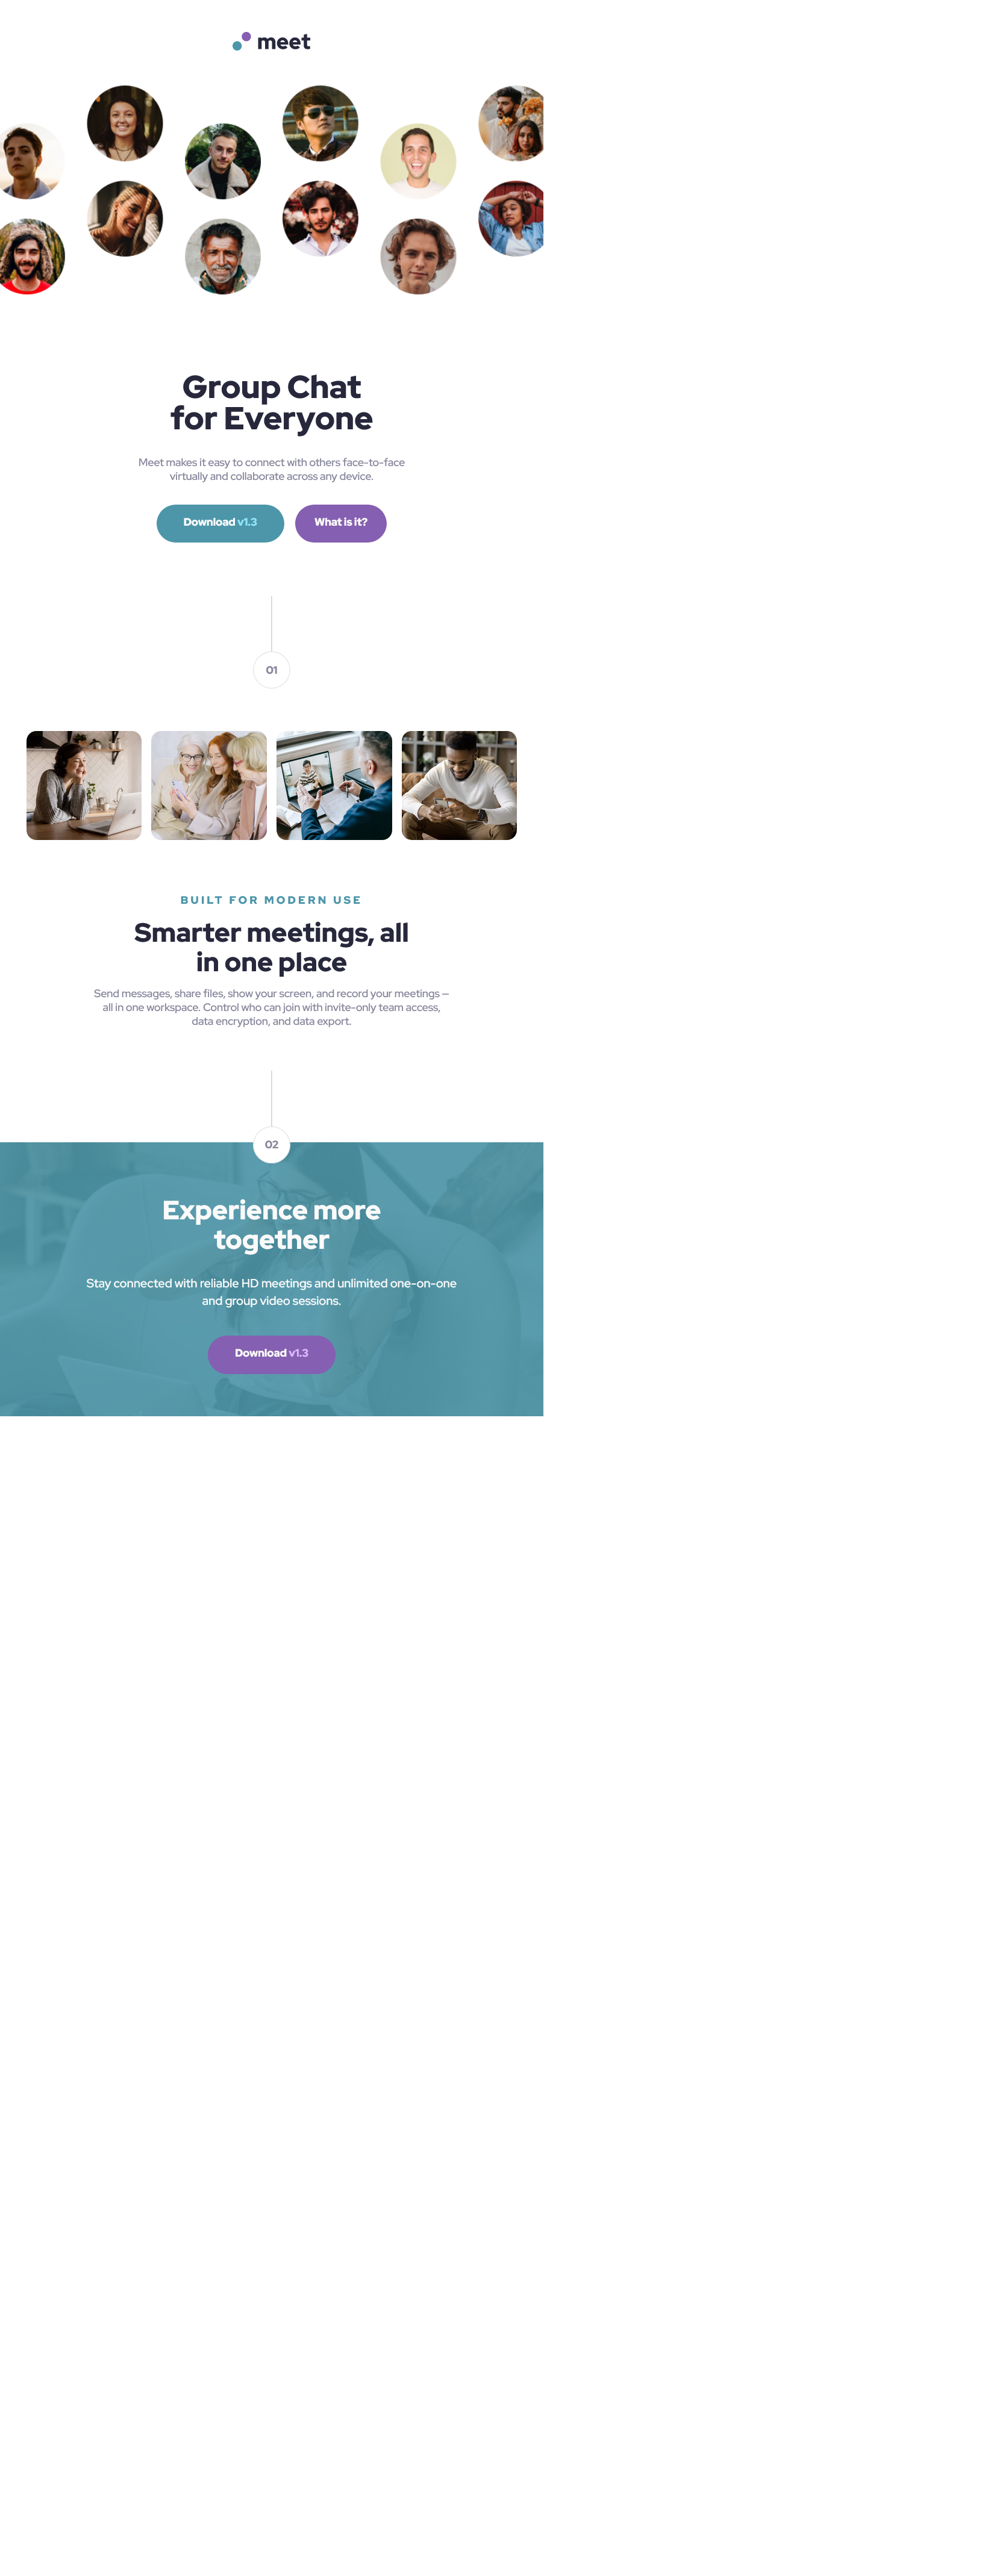 meet
Group Chat
for Everyone
Meet makes it easy to connect with others face-to-face
virtually and collaborate across any device.
Download v1.3
What is it?
01
BUILT FOR MODERN USE
Smarter meetings, all
in one place
Send messages, share files, show your screen, and record your meetings —
all in one workspace. Control who can join with invite-only team access,
data encryption, and data export.
02
Experience more
together
Stay connected with reliable HD meetings and unlimited one-on-one
and group video sessions.
Download v1.3